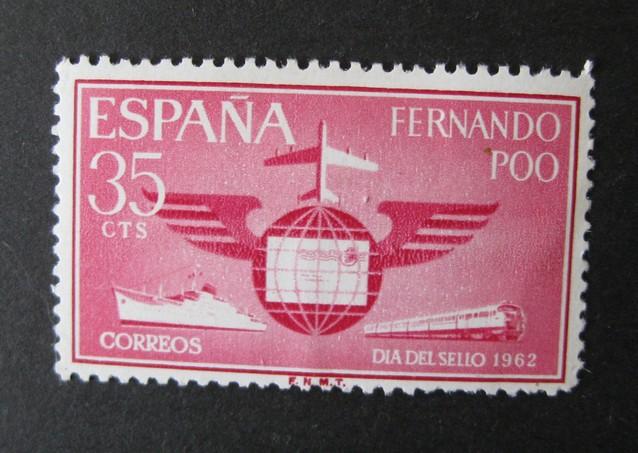 ESPAÑA
35
CTS
FERNANDO
POO
CORREOS
DIA DEL SELLO 1962
F.N.M.T.